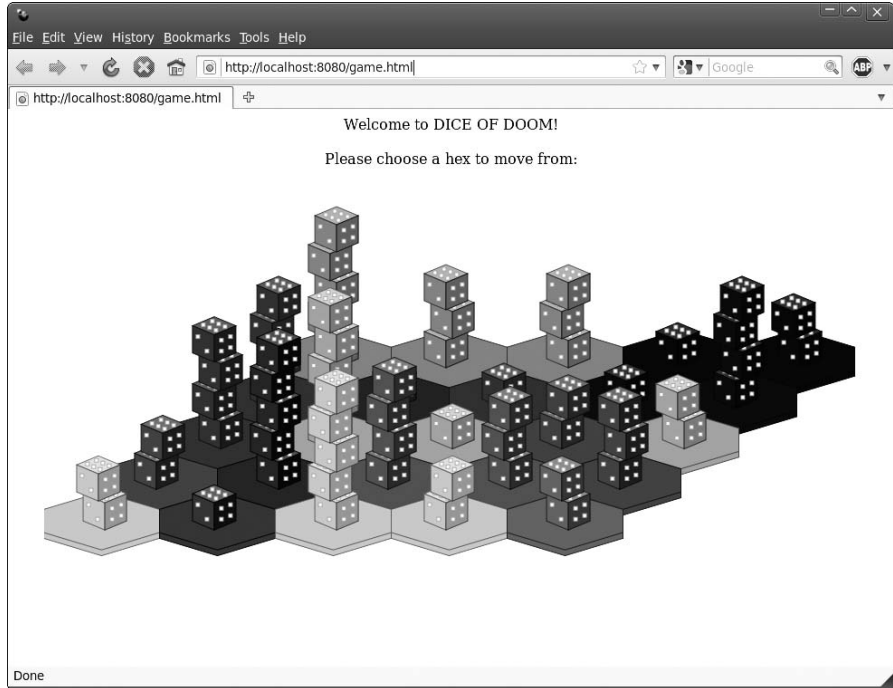 File Edit View History Bookmarks Tools Help
http://localhost:8080/game.html Google ABP
http://localhost:8080/game.html
Welcome to DICE OF DOOM!
Please choose a hex to move from:
Done